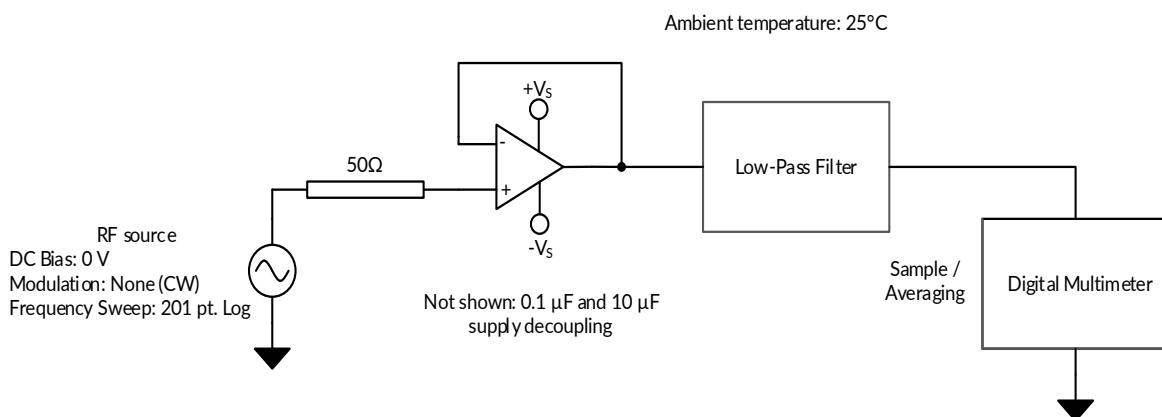 Ambient temperature: 25°C
+VS
50Ω
-
+
-VS
Low-Pass Filter
RF source
DC Bias: 0 V
Modulation: None (CW)
Frequency Sweep: 201 pt. Log
Not shown: 0.1 µF and 10 µF
supply decoupling
Sample /
Averaging
Digital Multimeter